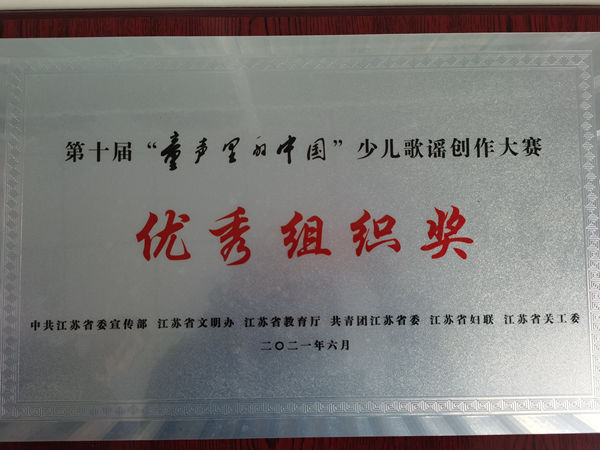 第十届“童声里的中国”少儿歌谣创作大赛
优秀组织奖
中共江苏省委宣传部 江苏省文明办 江苏省教育厅 共青团江苏省委 江苏省妇联 江苏省关工委
二〇二一年六月